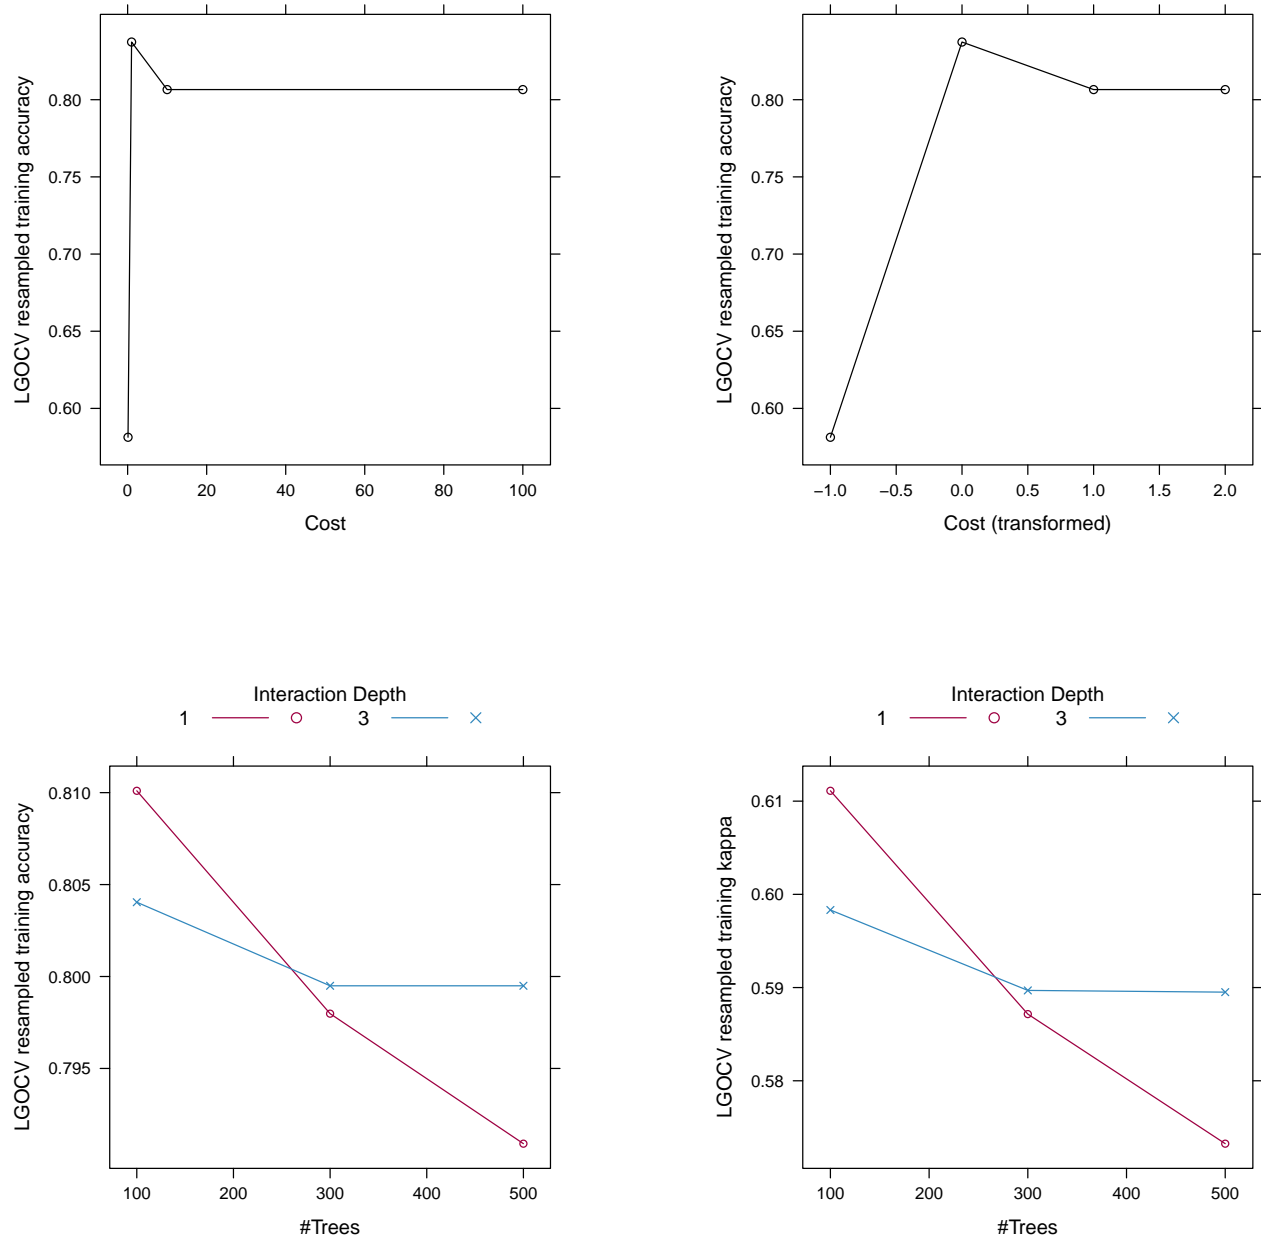 LGOCV resampled training accuracy
0.80
0.75
0.70
0.65
0.60
0 20 40 60 80 100
Cost
LGOCV resampled training accuracy
0.80
0.75
0.70
0.65
0.60
−1.0 −0.5 0.0 0.5 1.0 1.5 2.0
Cost (transformed)
Interaction Depth
1 3
LGOCV resampled training accuracy
0.810
0.805
0.800
0.795
100 200 300 400 500
#Trees
Interaction Depth
1 3
LGOCV resampled training kappa
0.61
0.60
0.59
0.58
100 200 300 400 500
#Trees